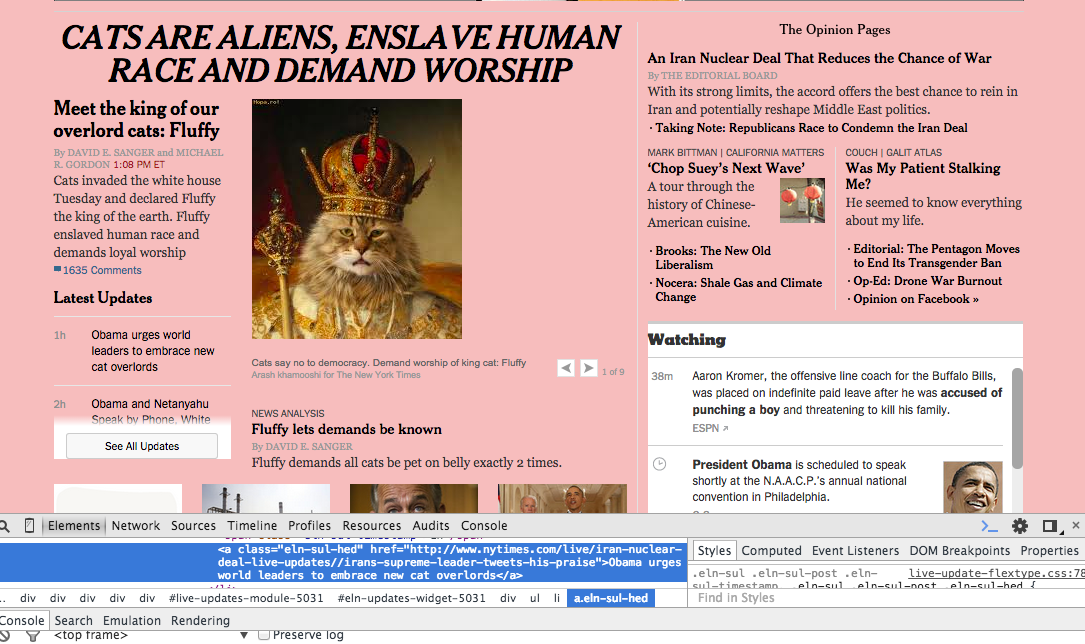 CATS ARE ALIENS, ENSLAVE HUMAN
RACE AND DEMAND WORSHIP
Meet the king of our
overlord cats: Fluffy
By DAVID E. SANGER and MICHAEL
R. GORDON 1:08 PM ET
Cats invaded the white house
Tuesday and declared Fluffy
the king of the earth. Fluffy
enslaved human race and
demands loyal worship
1635 Comments
Latest Updates
1h
Obama urges world
leaders to embrace new
cat overlords
2h
Obama and Netanyahu
Speak by Phone, White
See All Updates
Cats say no to democracy. Demand worship of king cat: Fluffy
Arash khamooshi for The New York Times
1 of 9
NEWS ANALYSIS
Fluffy lets demands be known
By DAVID E. SANGER
Fluffy demands all cats be pet on belly exactly 2 times.
The Opinion Pages
An Iran Nuclear Deal That Reduces the Chance of War
By THE EDITORIAL BOARD
With its strong limits, the accord offers the best chance to rein in
Iran and potentially reshape Middle East politics.
· Taking Note: Republicans Race to Condemn the Iran Deal
MARK BITTMAN | CALIFORNIA MATTERS
‘Chop Suey’s Next Wave’
A tour through the
history of Chinese-
American cuisine.
· Brooks: The New Old
Liberalism
· Nocera: Shale Gas and Climate
Change
COUCH | GALIT ATLAS
Was My Patient Stalking
Me?
He seemed to know everything
about my life.
· Editorial: The Pentagon Moves
to End Its Transgender Ban
· Op-Ed: Drone War Burnout
· Opinion on Facebook »
Watching
38m
Aaron Kromer, the offensive line coach for the Buffalo Bills,
was placed on indefinite paid leave after he was accused of
punching a boy and threatening to kill his family.
ESPN
President Obama is scheduled to speak
shortly at the N.A.A.C.P.’s annual national
convention in Philadelphia.
Elements Network Sources Timeline Profiles Resources Audits Console
<a class="eln-sul-hed" href="http://www.nytimes.com/live/iran-nuclear-
deal-live-updates//irans-supreme-leader-tweets-his-praise">Obama urges
world leaders to embrace new cat overlords</a>
.. div div div div div #live-updates-module-5031 #eln-updates-widget-5031 div ul li a.eln-sul-hed
Styles Computed Event Listeners DOM Breakpoints Properties
.eln-sul .eln-sul-post .eln- live-update-flextype.css:78
sul-timestamp, .eln-sul .eln-sul-post .eln-sul-hed {
Find in Styles
Console Search Emulation Rendering
<top frame> Preserve log